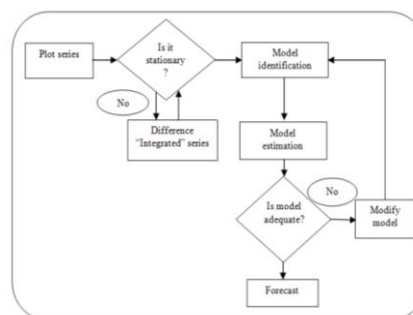 Plot series
Is it
stationary
?
Model
identification
No
Difference
"Integrated" series
Model
estimation
Is model
adequate?
No
Modify
model
Forecast